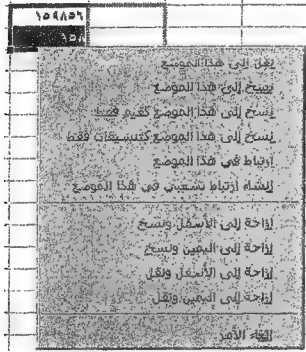 ١٥٤٨٥٦
١٥٨
نقل إلى هذا الموضع
نسخ إلى هذا الموضع
نسخ إلى هذا الموضع كقيم فقط
نسخ إلى هذا الموضع كتنسيقات فقط
ارتباط في هذا الموضع
إنشاء ارتباط تشعبي في هذا الموضع
إزاحة إلى الأسفل ونسخ
إزاحة إلى اليمين ونسخ
إزاحة إلى الأسفل ونقل
إزاحة إلى اليمين ونقل
إلغاء الأمر